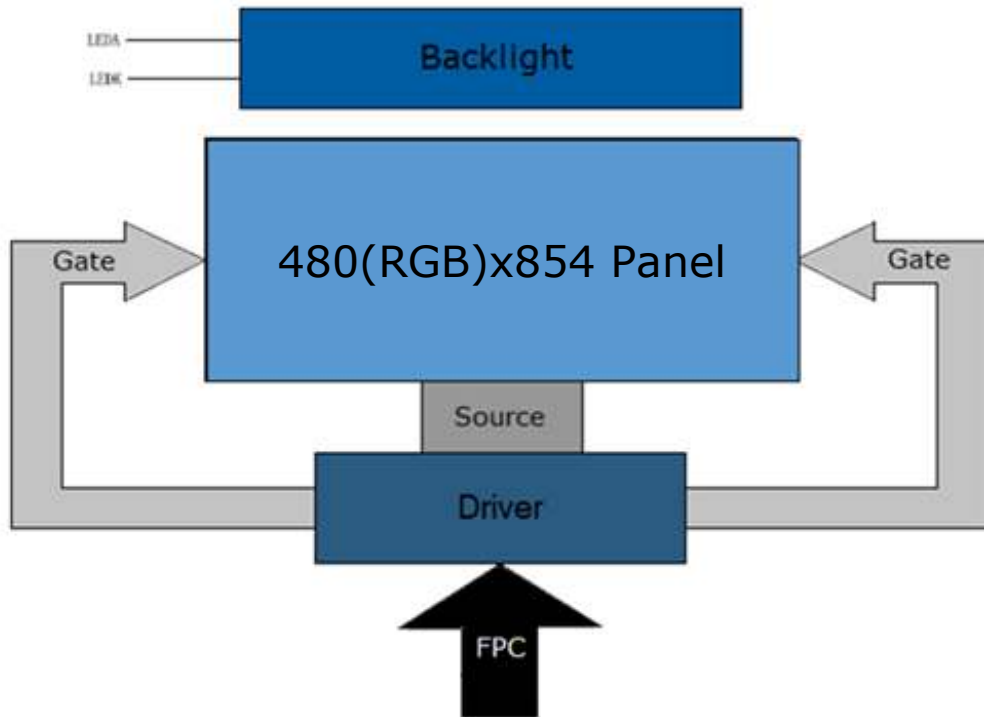 LEDA
Backlight
LEDK
480(RGB)x854 Panel
Gate
Gate
Source
Driver
FPC